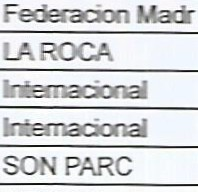 Federacion Madr
LA ROCA
Internacional
Internacional
SON PARC